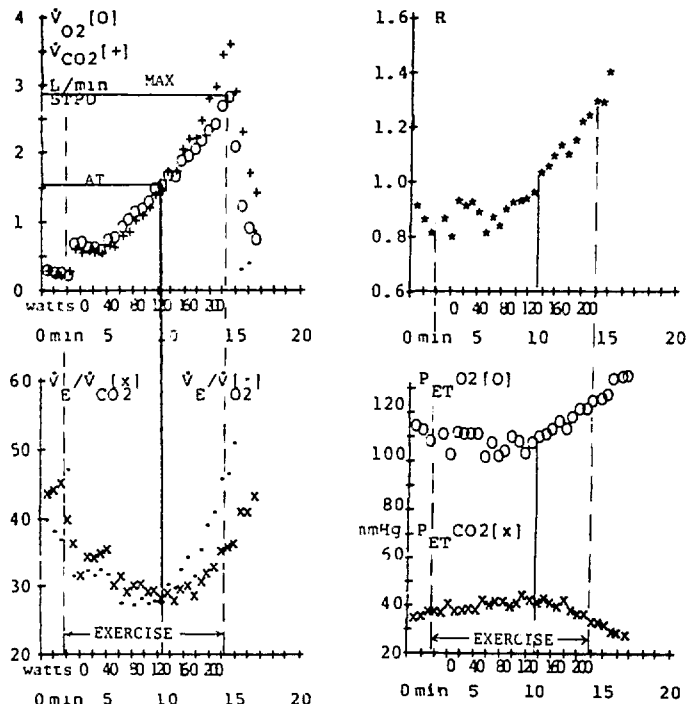 4 V̇O2[O]
V̇CO2[+]
3 L/min MAX
STPD
2
AT
1
0
watts 0 40 80 120 160 200
0 min 5 10 15 20
1.6 R
1.4
1.2
1.0
0.8
0.6
0 40 80 120 160 200
0 min 5 10 15 20
60 V̇E/V̇CO2[x] V̇E/V̇O2[-]
50
40
30
EXERCISE
20
watts 0 40 80 120 160 200
0 min 5 10 15 20
PETO2[O]
120
100
80
mmHg PETCO2[x]
60
40
EXERCISE
20
0 40 80 120 160 200
0 min 5 10 15 20